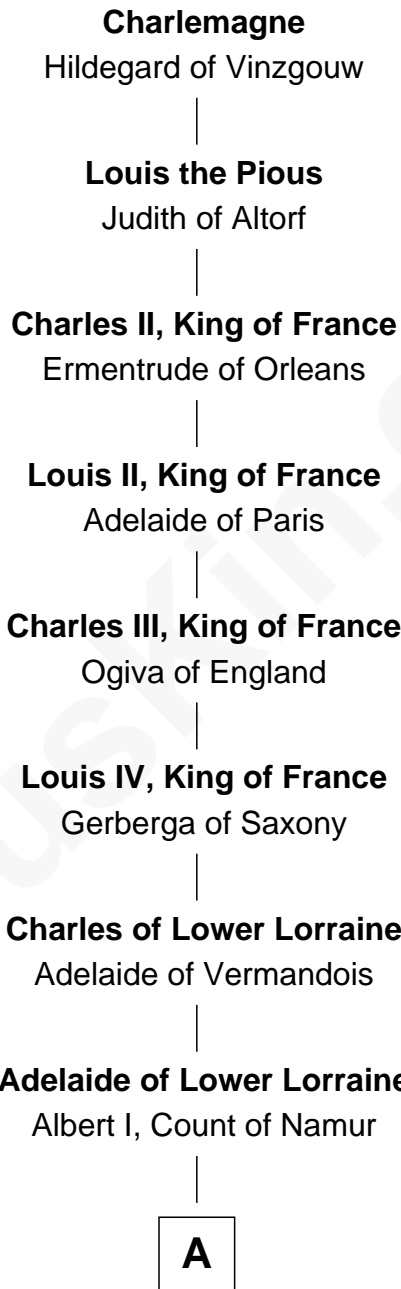 Charlemagne
Hildegard of Vinzgouw
Louis the Pious
Judith of Altorf
Charles II, King of France
Ermentrude of Orleans
Louis II, King of France
Adelaide of Paris
Charles III, King of France
Ogiva of England
Louis IV, King of France
Gerberga of Saxony
Charles of Lower Lorraine
Adelaide of Vermandois
Adelaide of Lower Lorraine
Albert I, Count of Namur
A